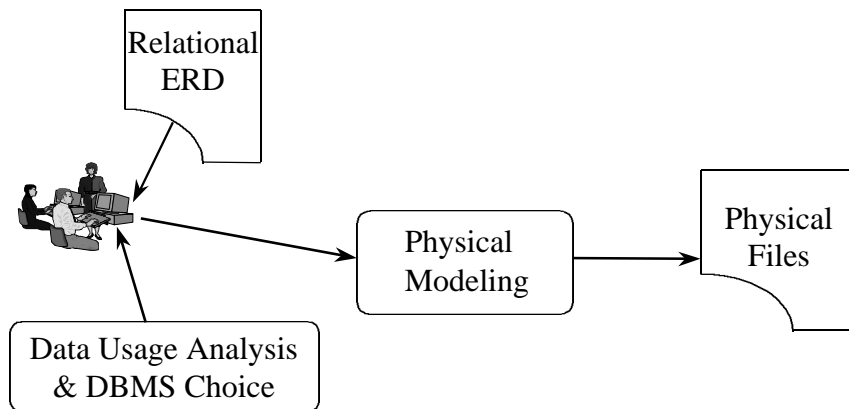 Relational
ERD
Physical
Modeling
Physical
Files
Data Usage Analysis
& DBMS Choice